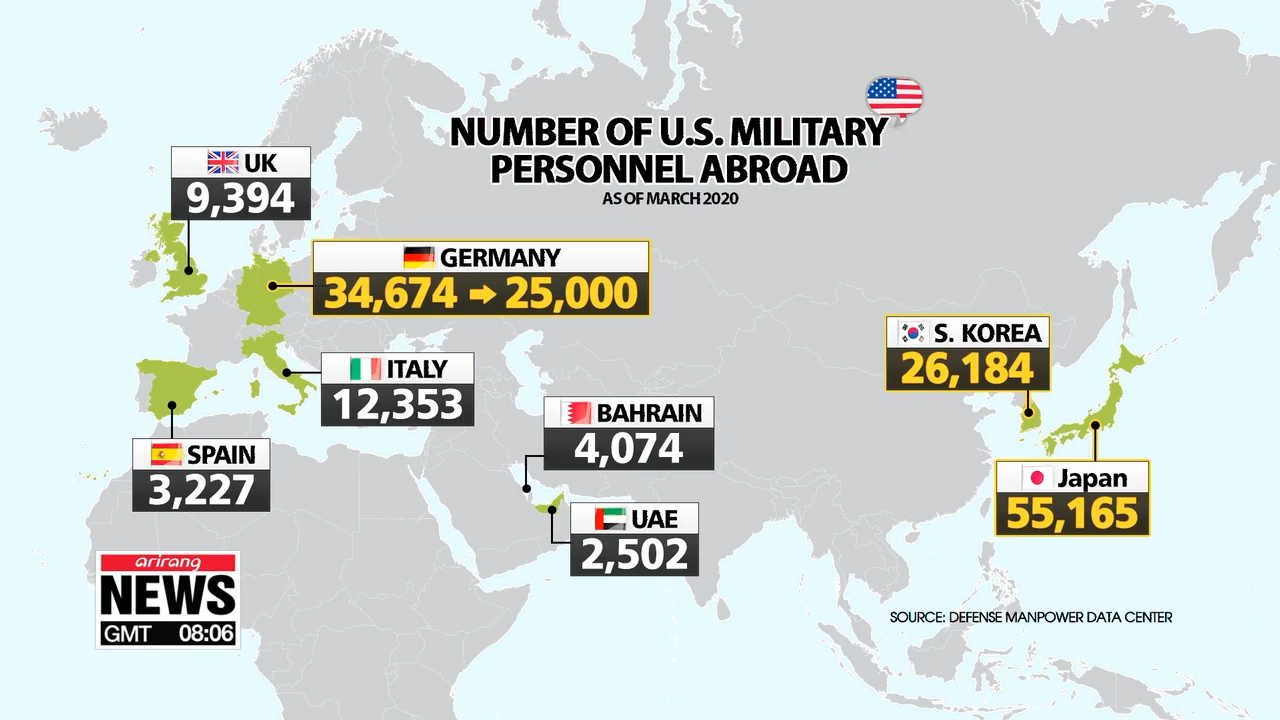 NUMBER OF U.S. MILITARY
PERSONNEL ABROAD
AS OF MARCH 2020
UK
9,394
GERMANY
34,674 ➡ 25,000
ITALY
12,353
SPAIN
3,227
BAHRAIN
4,074
UAE
2,502
S. KOREA
26,184
Japan
55,165
arirang
NEWS
GMT 08:06
SOURCE: DEFENSE MANPOWER DATA CENTER